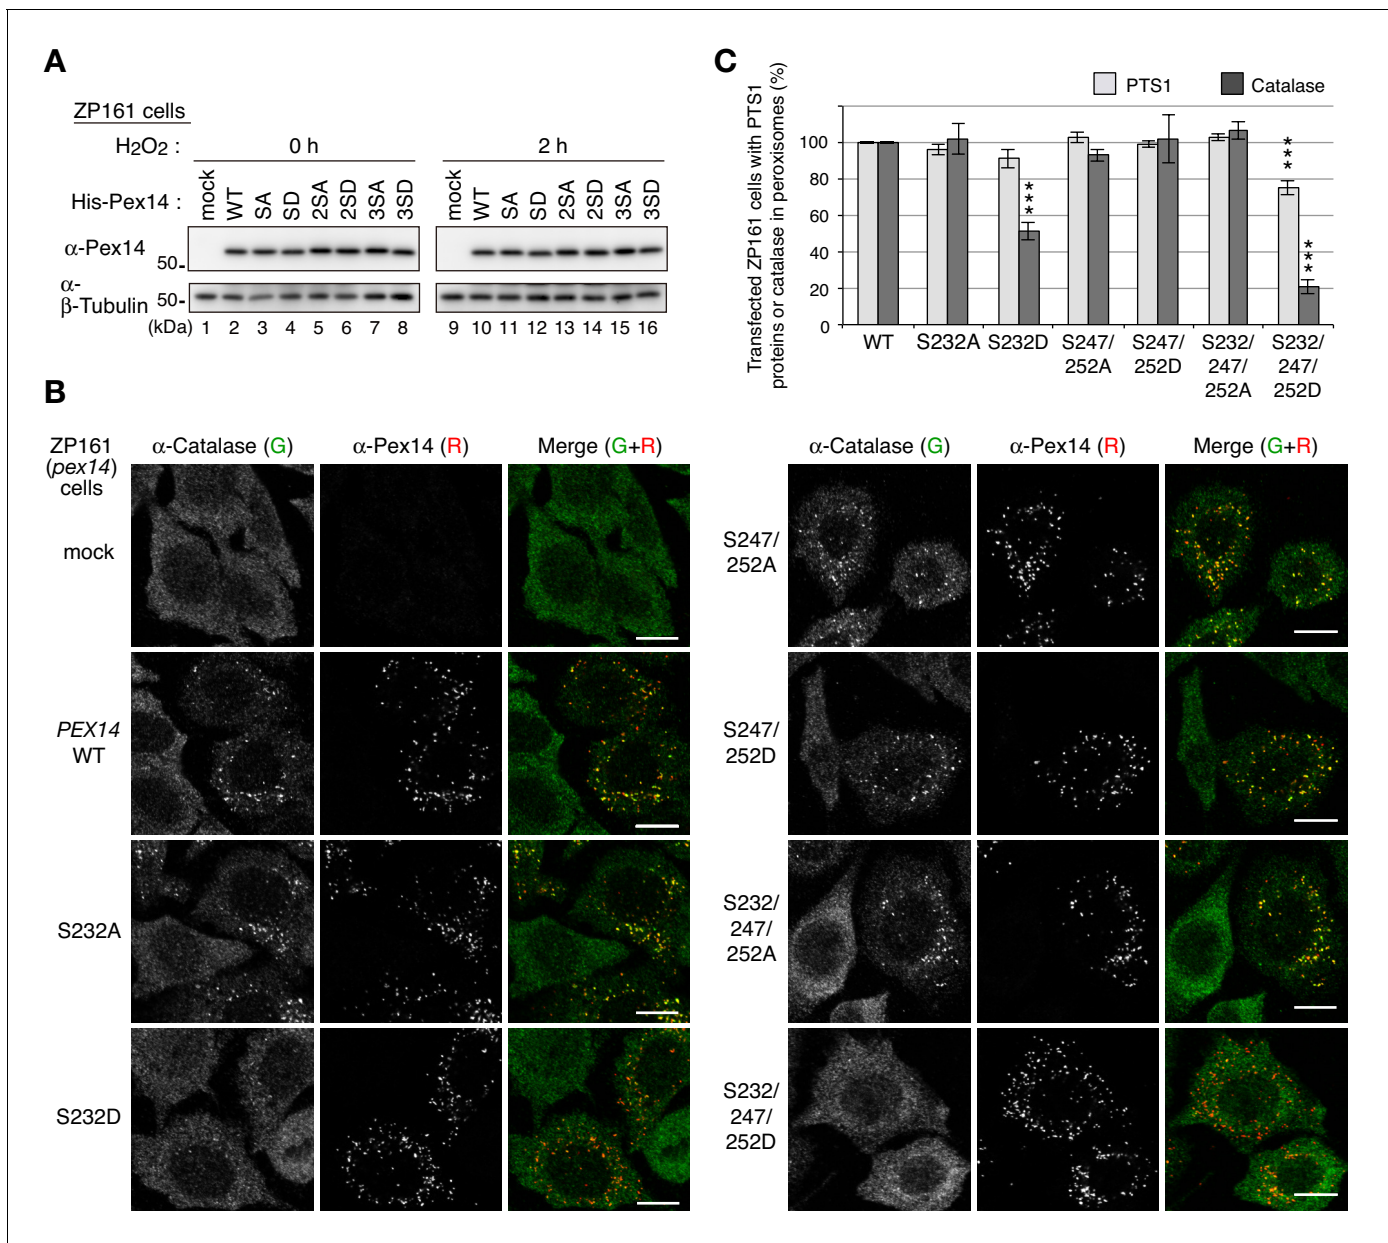 A
ZP161 cells
H2O2 : 0 h 2 h
His-Pex14 : mock WT SA SD 2SA 2SD 3SA 3SD mock WT SA SD 2SA 2SD 3SA 3SD
α-Pex14
50
α-
β-Tubulin 50
(kDa) 1 2 3 4 5 6 7 8 9 10 11 12 13 14 15 16
C
PTS1 Catalase
Transfected ZP161 cells with PTS1
proteins or catalase in peroxisomes (%)
100
80
60
40
20
0
***
***
***
WT S232A S232D S247/ S247/ S232/ S232/
252A 252D 247/ 247/
252A 252D
B
ZP161
(pex14)
cells
α-Catalase (G) α-Pex14 (R) Merge (G+R)
mock
PEX14
WT
S232A
S232D
α-Catalase (G) α-Pex14 (R) Merge (G+R)
S247/
252A
S247/
252D
S232/
247/
252A
S232/
247/
252D